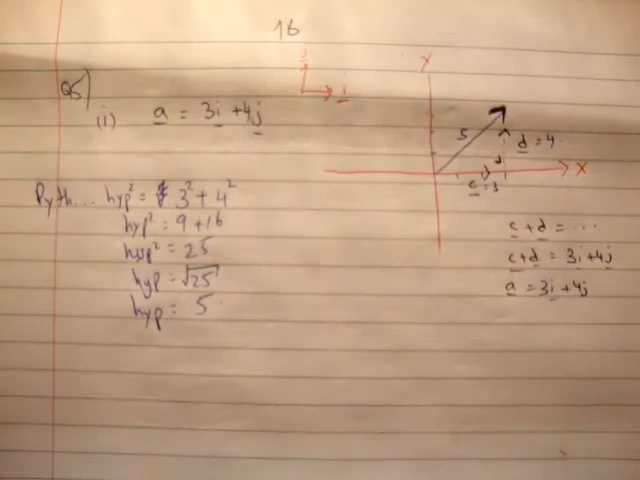 16
Q5)
(i) a = 3i + 4j
Pyth... hyp² = 3² + 4²
hyp² = 9 + 16
hyp² = 25
hyp = √25
hyp = 5
j
i
Y
5
d = 4
c = 3
X
c + d = ...
c + d = 3i + 4j
a = 3i + 4j